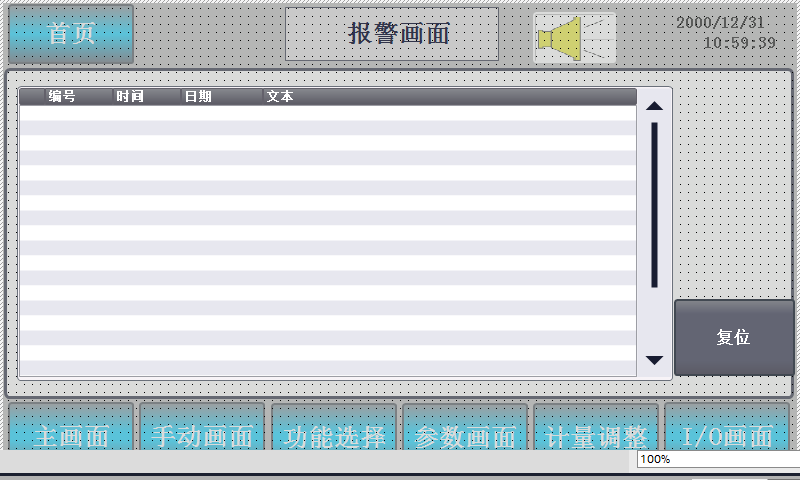 首页
报警画面
2000/12/31
10:59:39
编号 时间 日期 文本
复位
主画面 手动画面 功能选择 参数画面 计量调整 I/O画面
100%